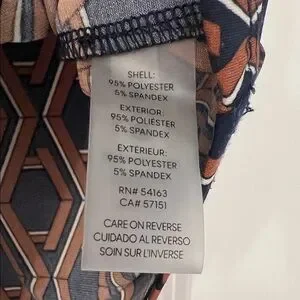 SHELL:
95% POLYESTER
5% SPANDEX
EXTERIOR:
95% POLIÉSTER
5% SPANDEX
EXTÉRIEUR:
95% POLYESTER
5% SPANDEX
RN# 54163
CA# 57151
CARE ON REVERSE
CUIDADO AL REVERSO
SOIN SUR L'INVERSE